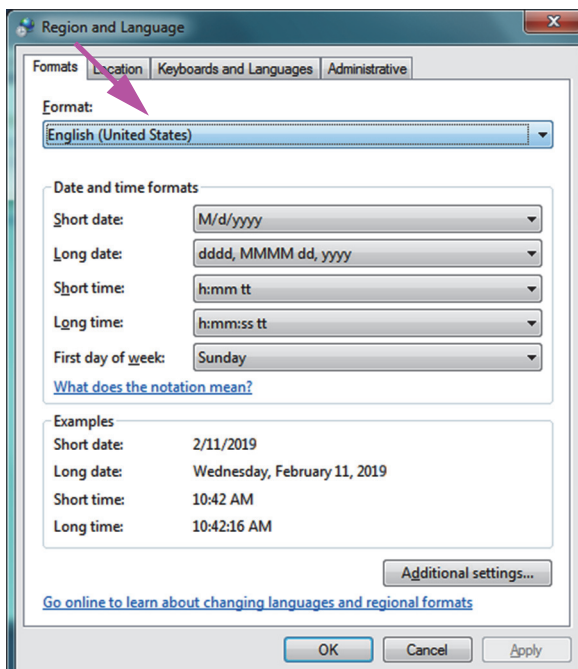 Region and Language
Formats Location Keyboards and Languages Administrative
Format:
English (United States)
Date and time formats
Short date: M/d/yyyy
Long date: dddd, MMMM dd, yyyy
Short time: h:mm tt
Long time: h:mm:ss tt
First day of week: Sunday
What does the notation mean?
Examples
Short date: 2/11/2019
Long date: Wednesday, February 11, 2019
Short time: 10:42 AM
Long time: 10:42:16 AM
Additional settings...
Go online to learn about changing languages and regional formats
OK Cancel Apply